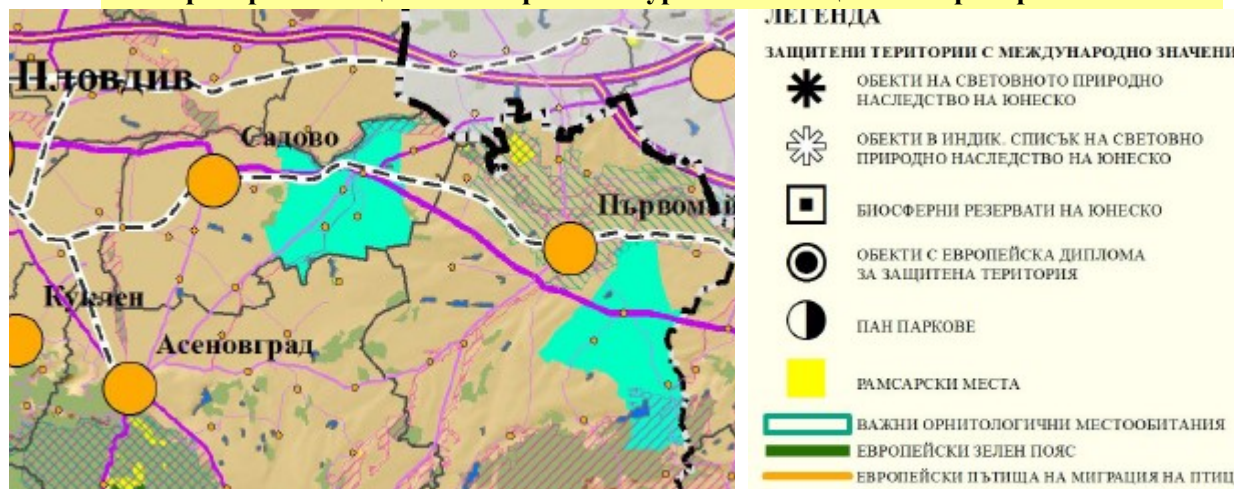 Пловдив
Садово
Първомай
Куклен
Асеновград
ЛЕГЕНДА
ЗАЩИТЕНИ ТЕРИТОРИИ С МЕЖДУНАРОДНО ЗНАЧЕНИ
ОБЕКТИ НА СВЕТОВНОТО ПРИРОДНО
НАСЛЕДСТВО НА ЮНЕСКО
ОБЕКТИ В ИНДИК. СПИСЪК НА СВЕТОВНО
ПРИРОДНО НАСЛЕДСТВО НА ЮНЕСКО
БИОСФЕРНИ РЕЗЕРВАТИ НА ЮНЕСКО
ОБЕКТИ С ЕВРОПЕЙСКА ДИПЛОМА
ЗА ЗАЩИТЕНА ТЕРИТОРИЯ
ПАН ПАРКОВЕ
РАМСАРСКИ МЕСТА
ВАЖНИ ОРНИТОЛОГИЧНИ МЕСТООБИТАНИЯ
ЕВРОПЕЙСКИ ЗЕЛЕН ПОЯС
ЕВРОПЕЙСКИ ПЪТИЩА НА МИГРАЦИЯ НА ПТИЦ